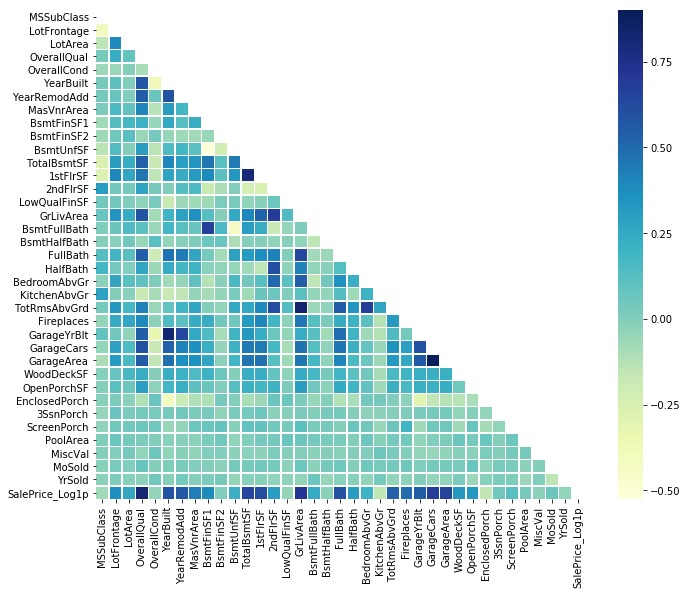 MSSubClass
LotFrontage
LotArea
OverallQual
OverallCond
YearBuilt
YearRemodAdd
MasVnrArea
BsmtFinSF1
BsmtFinSF2
BsmtUnfSF
TotalBsmtSF
1stFlrSF
2ndFlrSF
LowQualFinSF
GrLivArea
BsmtFullBath
BsmtHalfBath
FullBath
HalfBath
BedroomAbvGr
KitchenAbvGr
TotRmsAbvGrd
Fireplaces
GarageYrBlt
GarageCars
GarageArea
WoodDeckSF
OpenPorchSF
EnclosedPorch
3SsnPorch
ScreenPorch
PoolArea
MiscVal
MoSold
YrSold
SalePrice_Log1p
MSSubClass
LotFrontage
LotArea
OverallQual
OverallCond
YearBuilt
YearRemodAdd
MasVnrArea
BsmtFinSF1
BsmtFinSF2
BsmtUnfSF
TotalBsmtSF
1stFlrSF
2ndFlrSF
LowQualFinSF
GrLivArea
BsmtFullBath
BsmtHalfBath
FullBath
HalfBath
BedroomAbvGr
KitchenAbvGr
TotRmsAbvGrd
Fireplaces
GarageYrBlt
GarageCars
GarageArea
WoodDeckSF
OpenPorchSF
EnclosedPorch
3SsnPorch
ScreenPorch
PoolArea
MiscVal
MoSold
YrSold
SalePrice_Log1p
0.75
0.50
0.25
0.00
−0.25
−0.50